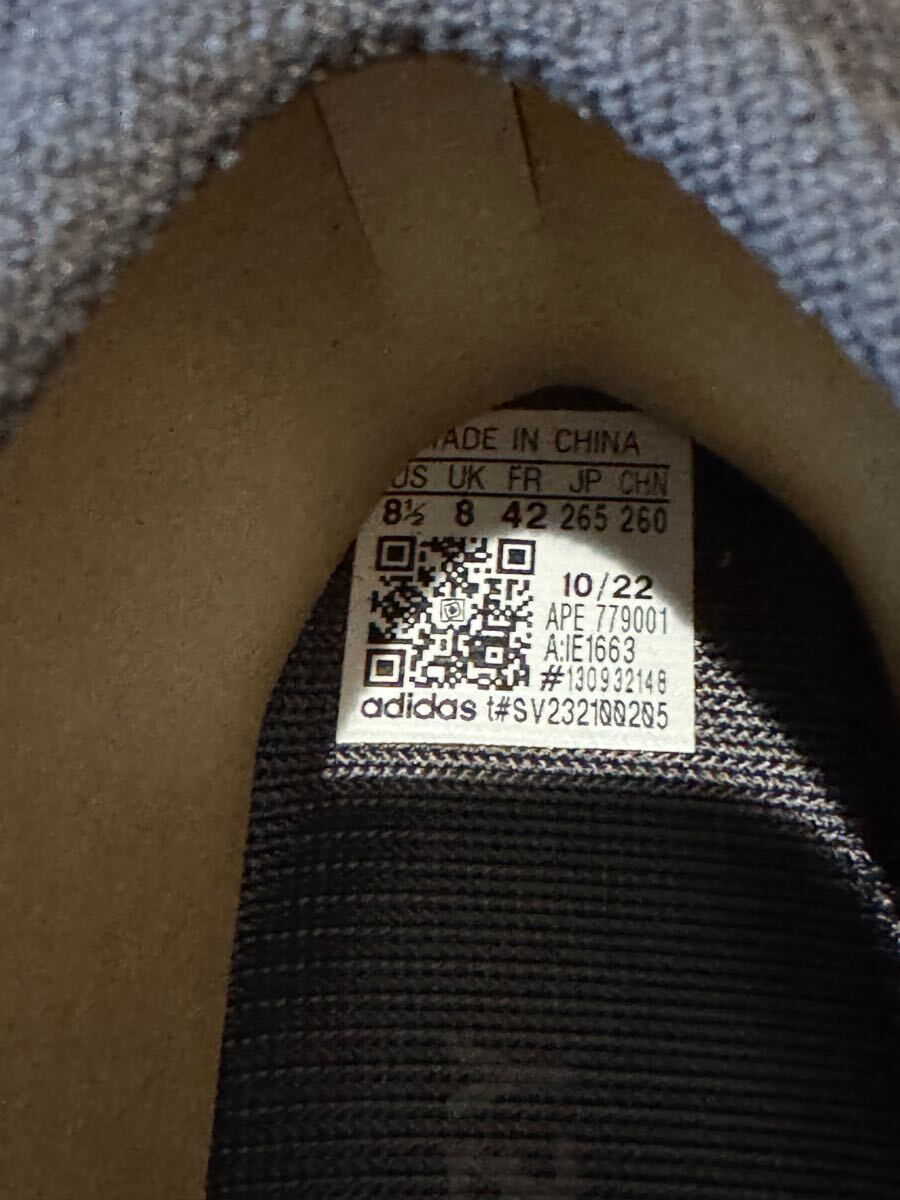 MADE IN CHINA
US UK FR JP CHN
8½ 8 42 265 260
10/22
APE 779001
A:IE1663
#130932148
adidas t#SV232100205